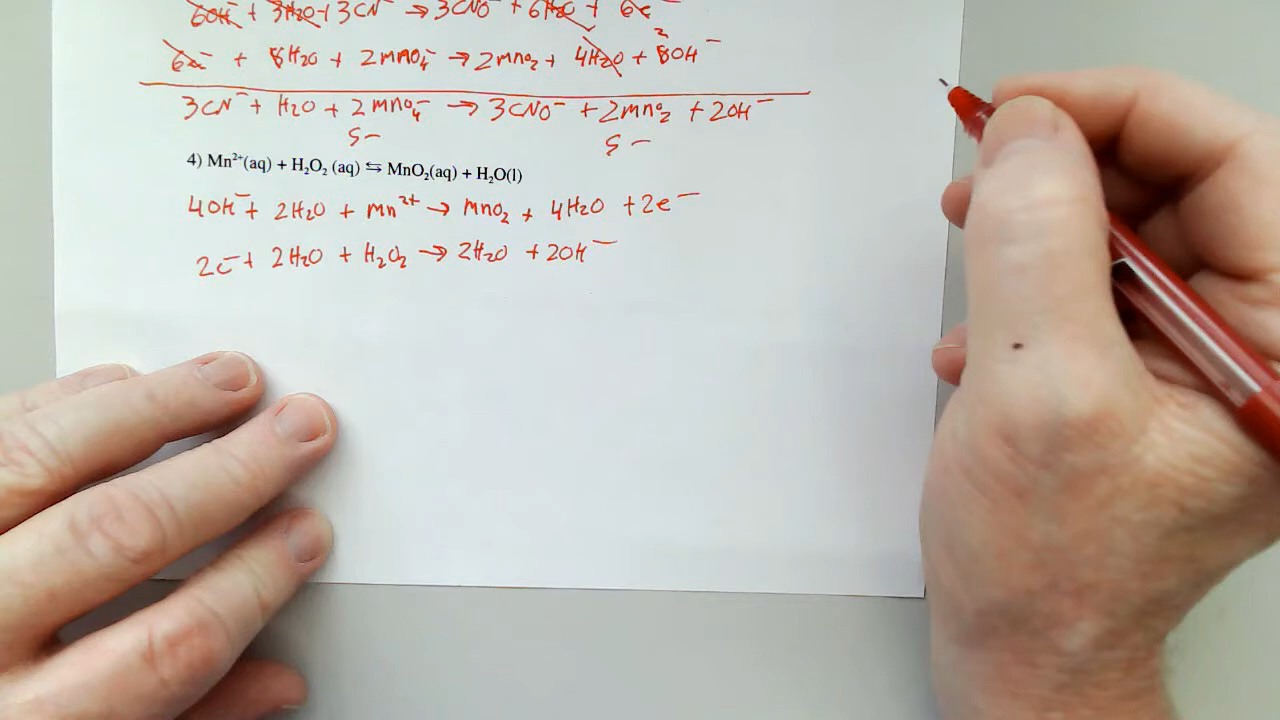 6OH⁻ + 3H₂O + 3CN⁻ → 3CNO⁻ + 6H₂O + 6e⁻
6e⁻ + 8H₂O + 2MnO₄⁻ → 2MnO₂ + 4H₂O + 8OH⁻ 2
3CN⁻ + H₂O + 2MnO₄⁻ → 3CNO⁻ + 2MnO₂ + 2OH⁻
5− 5−
4) Mn²⁺(aq) + H₂O₂ (aq) ⇆ MnO₂(aq) + H₂O(l)
4OH⁻ + 2H₂O + Mn²⁺ → MnO₂ + 4H₂O + 2e⁻
2e⁻ + 2H₂O + H₂O₂ → 2H₂O + 2OH⁻